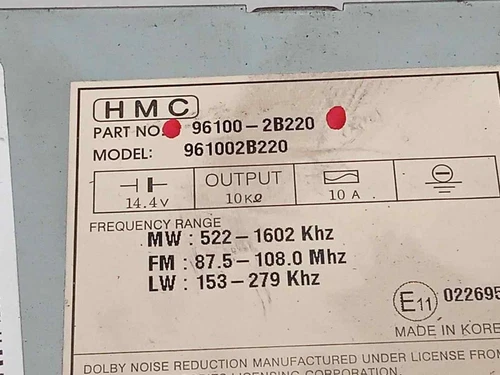 HMC
PART NO. 96100-2B220
MODEL: 961002B220
14.4V
OUTPUT
10KΩ
10 A
FREQUENCY RANGE
MW : 522-1602 Khz
FM : 87.5-108.0 Mhz
LW : 153-279 Khz
E11 022695
MADE IN KORE
DOLBY NOISE REDUCTION MANUFACTURED UNDER LICENSE FROM
LICENSING CORPORATION.